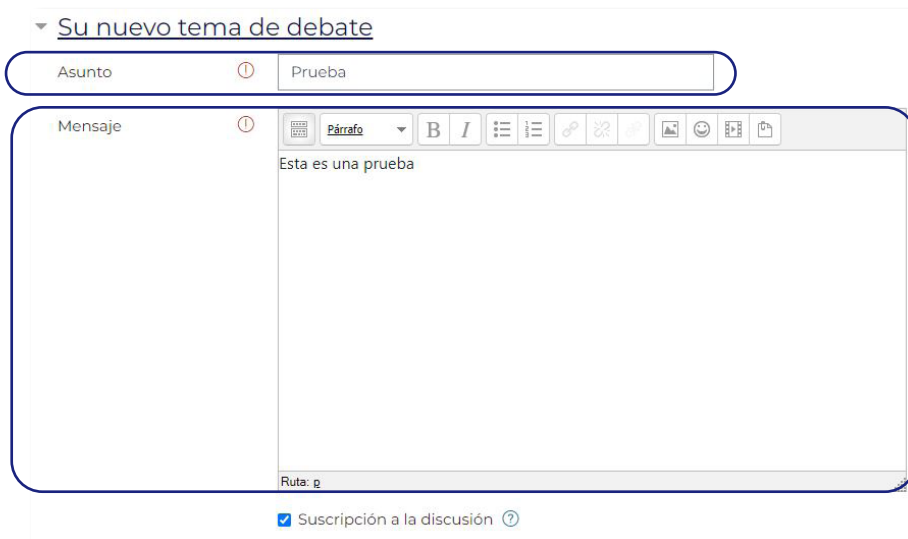 Su nuevo tema de debate
Asunto
Prueba
Mensaje
Párrafo B I
Esta es una prueba
Ruta: p
Suscripción a la discusión ?